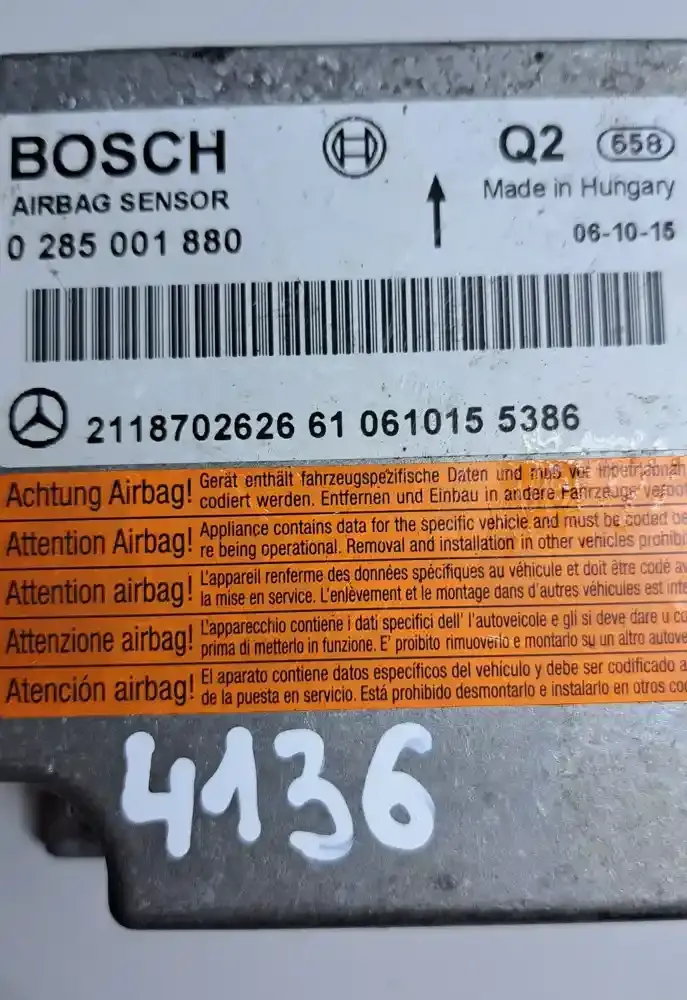 BOSCH
Q2 658
AIRBAG SENSOR
Made in Hungary
0 285 001 880
06-10-15
2118702626 61 061015 5386
Achtung Airbag!
Gerät enthält fahrzeugspezifische Daten und muß vor
codiert werden. Entfernen und Einbau in andere Fahrzeuge
Attention Airbag!
Appliance contains data for the specific vehicle and must be coded
re being operational. Removal and installation in other vehicles
Attention airbag!
L'appareil renferme des données spécifiques au véhicule et doit être codé
la mise en service. L'enlèvement et le montage dans d'autres véhicules est
Attenzione airbag!
L'apparecchio contiene i dati specifici dell' l'autoveicole e gli si deve dare u
prima di metterlo in funzione. E' proibito rimuoverlo e montarlo su un altro
Atención airbag!
El aparato contiene datos específicos del vehículo y debe ser codificado a
de la puesta en servicio. Está prohibido desmontarlo e instalarlo en otros
4136